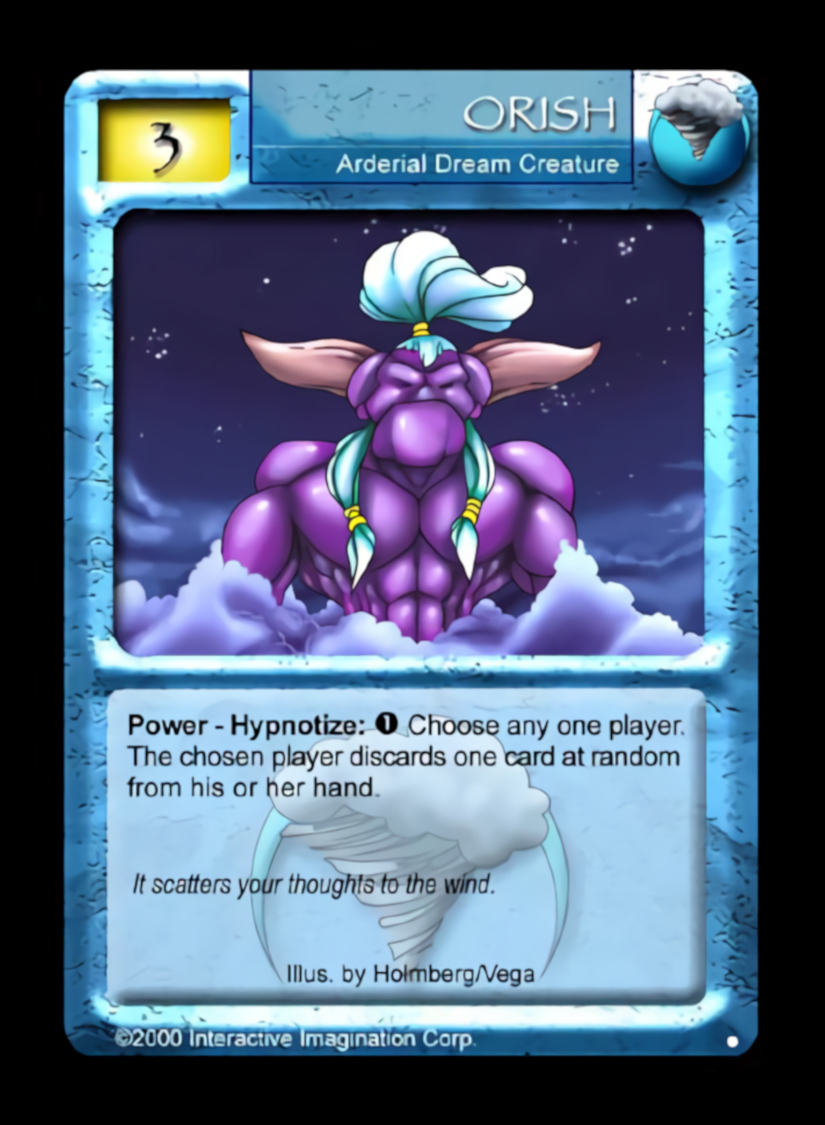 3
ORISH
Arderial Dream Creature
Power - Hypnotize: ❶ Choose any one player.
The chosen player discards one card at random
from his or her hand.
It scatters your thoughts to the wind.
Illus. by Holmberg/Vega
©2000 Interactive Imagination Corp.